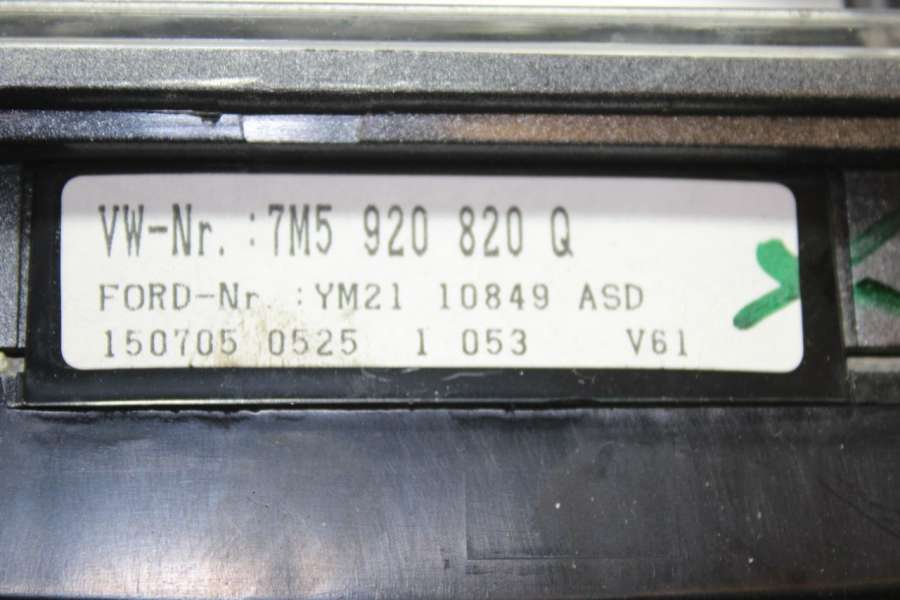 VW-Nr.:7M5 920 820 Q
FORD-Nr.:YM21 10849 ASD
150705 0525 1 053 V61